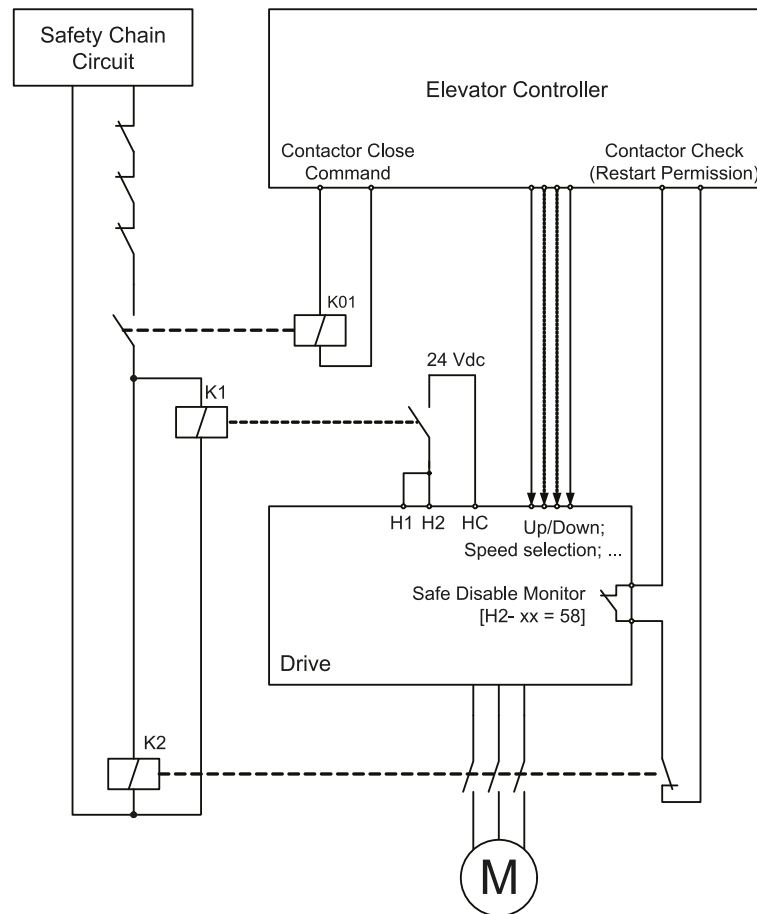 Safety Chain
Circuit
Elevator Controller
Contactor Close
Command
Contactor Check
(Restart Permission)
K01
24 Vdc
K1
H1 H2 HC
Up/Down;
Speed selection; ...
Safe Disable Monitor
[H2- xx = 58]
Drive
K2
M